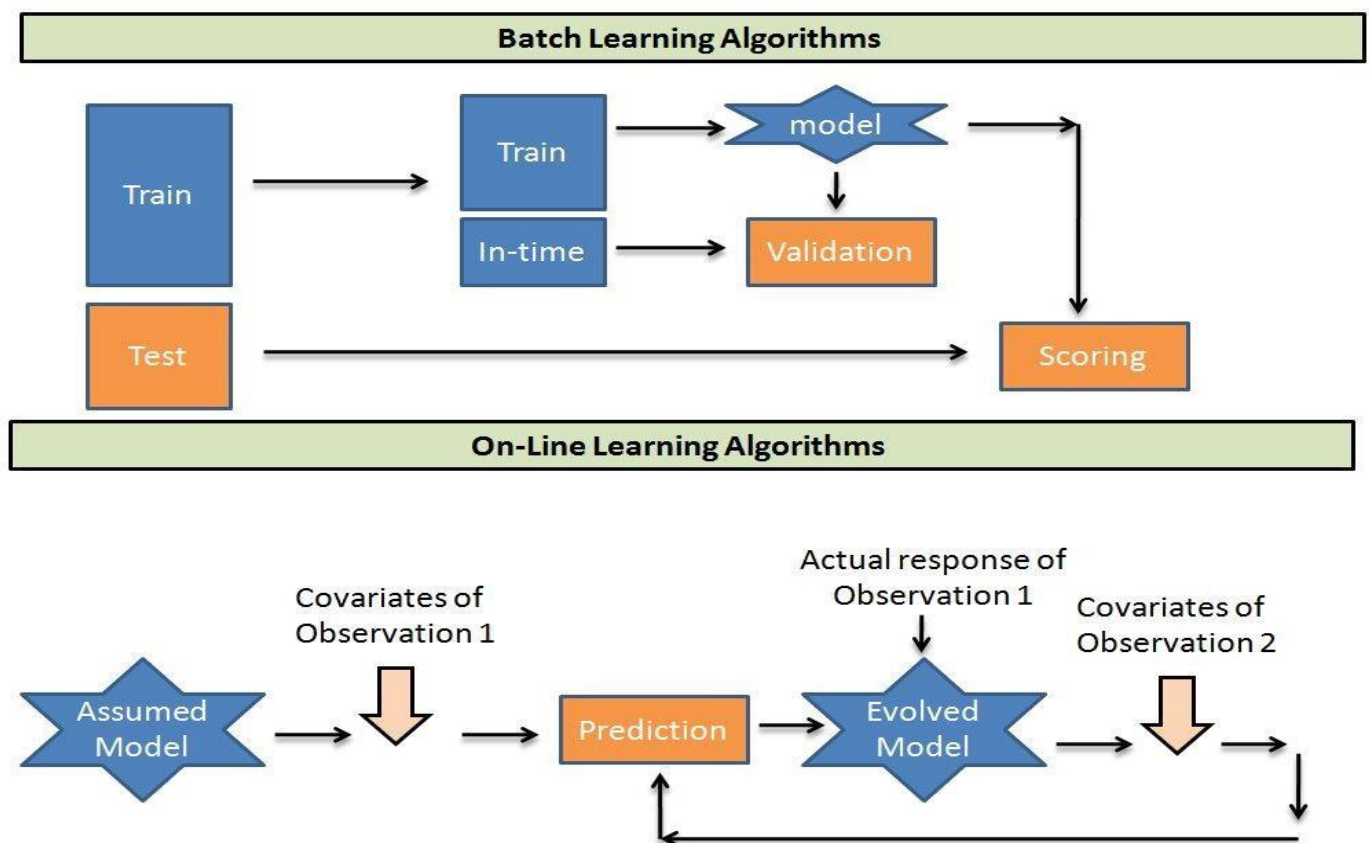 Batch Learning Algorithms
Train
Train
model
In-time
Validation
Test
Scoring
On-Line Learning Algorithms
Actual response of
Observation 1
Covariates of
Observation 1
Covariates of
Observation 2
Assumed
Model
Prediction
Evolved
Model